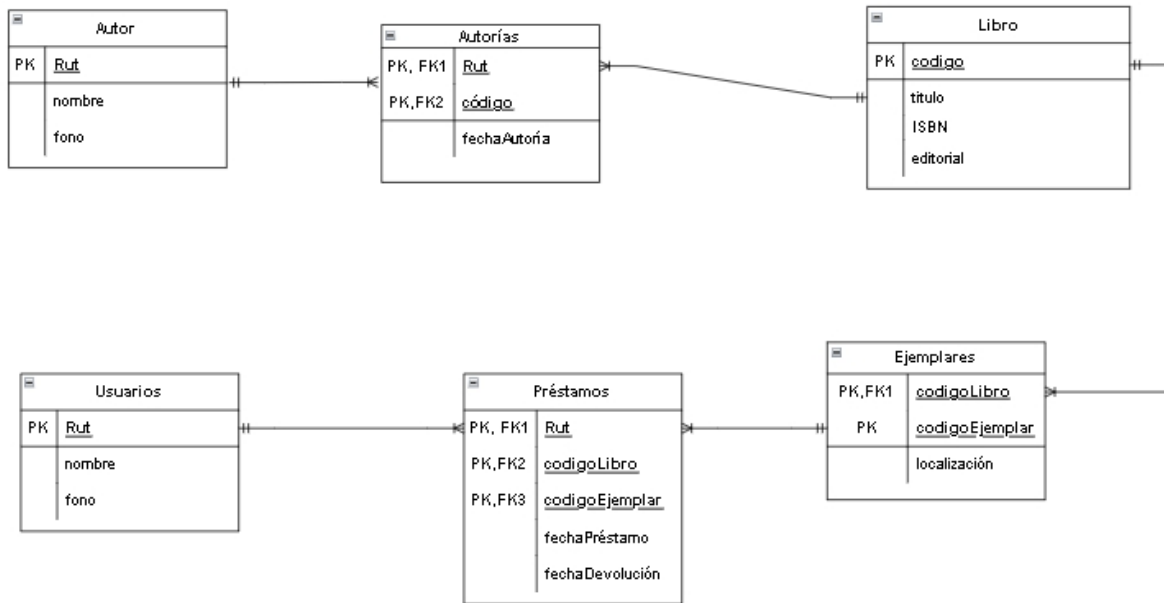 Autor
PK Rut
nombre
fono
Autorías
PK, FK1 Rut
PK,FK2 código
fechaAutoría
Libro
PK codigo
titulo
ISBN
editorial
Usuarios
PK Rut
nombre
fono
Préstamos
PK, FK1 Rut
PK,FK2 codigoLibro
PK,FK3 codigoEjemplar
fechaPréstamo
fechaDevolución
Ejemplares
PK,FK1 codigoLibro
PK codigoEjemplar
localización